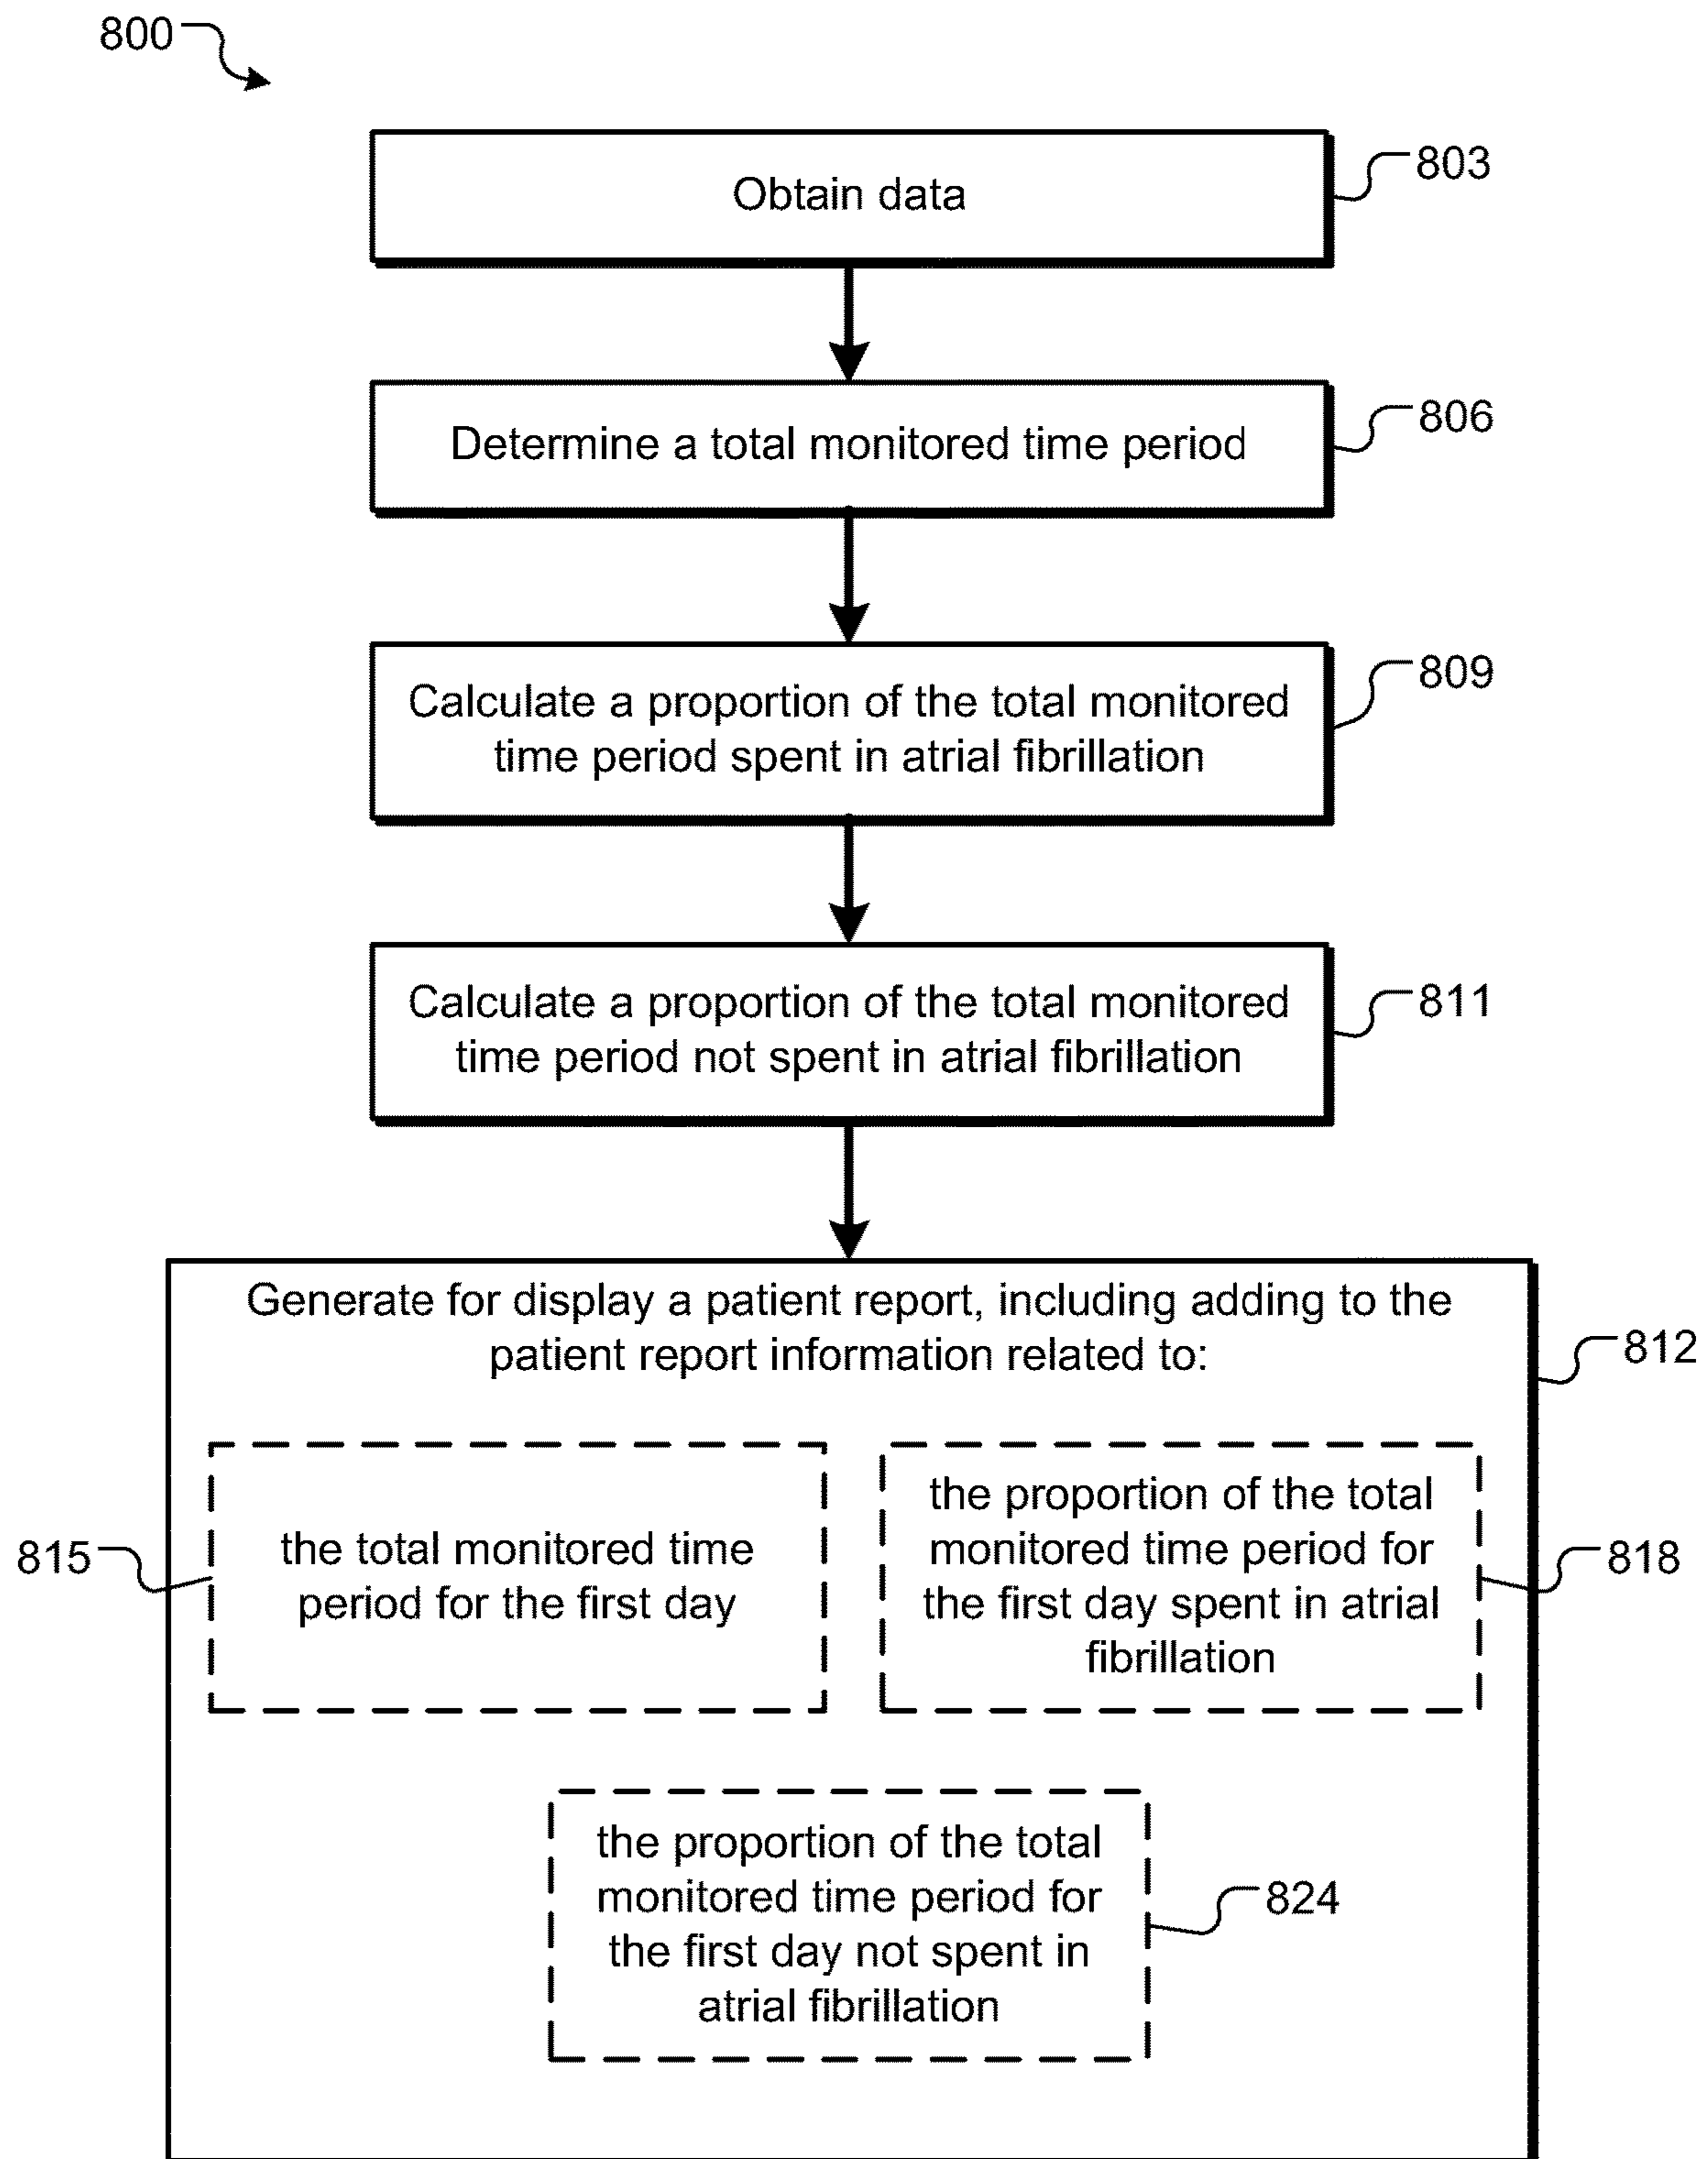 800
Obtain data
803
Determine a total monitored time period
806
Calculate a proportion of the total monitored
time period spent in atrial fibrillation
809
Calculate a proportion of the total monitored
time period not spent in atrial fibrillation
811
Generate for display a patient report, including adding to the
patient report information related to:
812
815
the total monitored time
period for the first day
the proportion of the total
monitored time period for
the first day spent in atrial
fibrillation
818
the proportion of the total
monitored time period for
the first day not spent in
atrial fibrillation
824